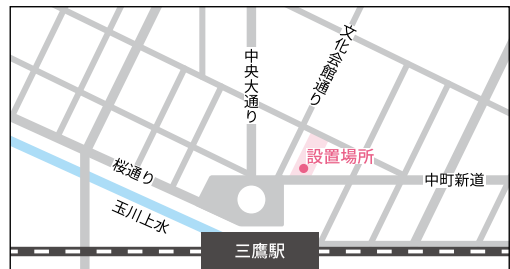 文化会館通り
中央大通り
設置場所
桜通り
中町新道
玉川上水
三鷹駅